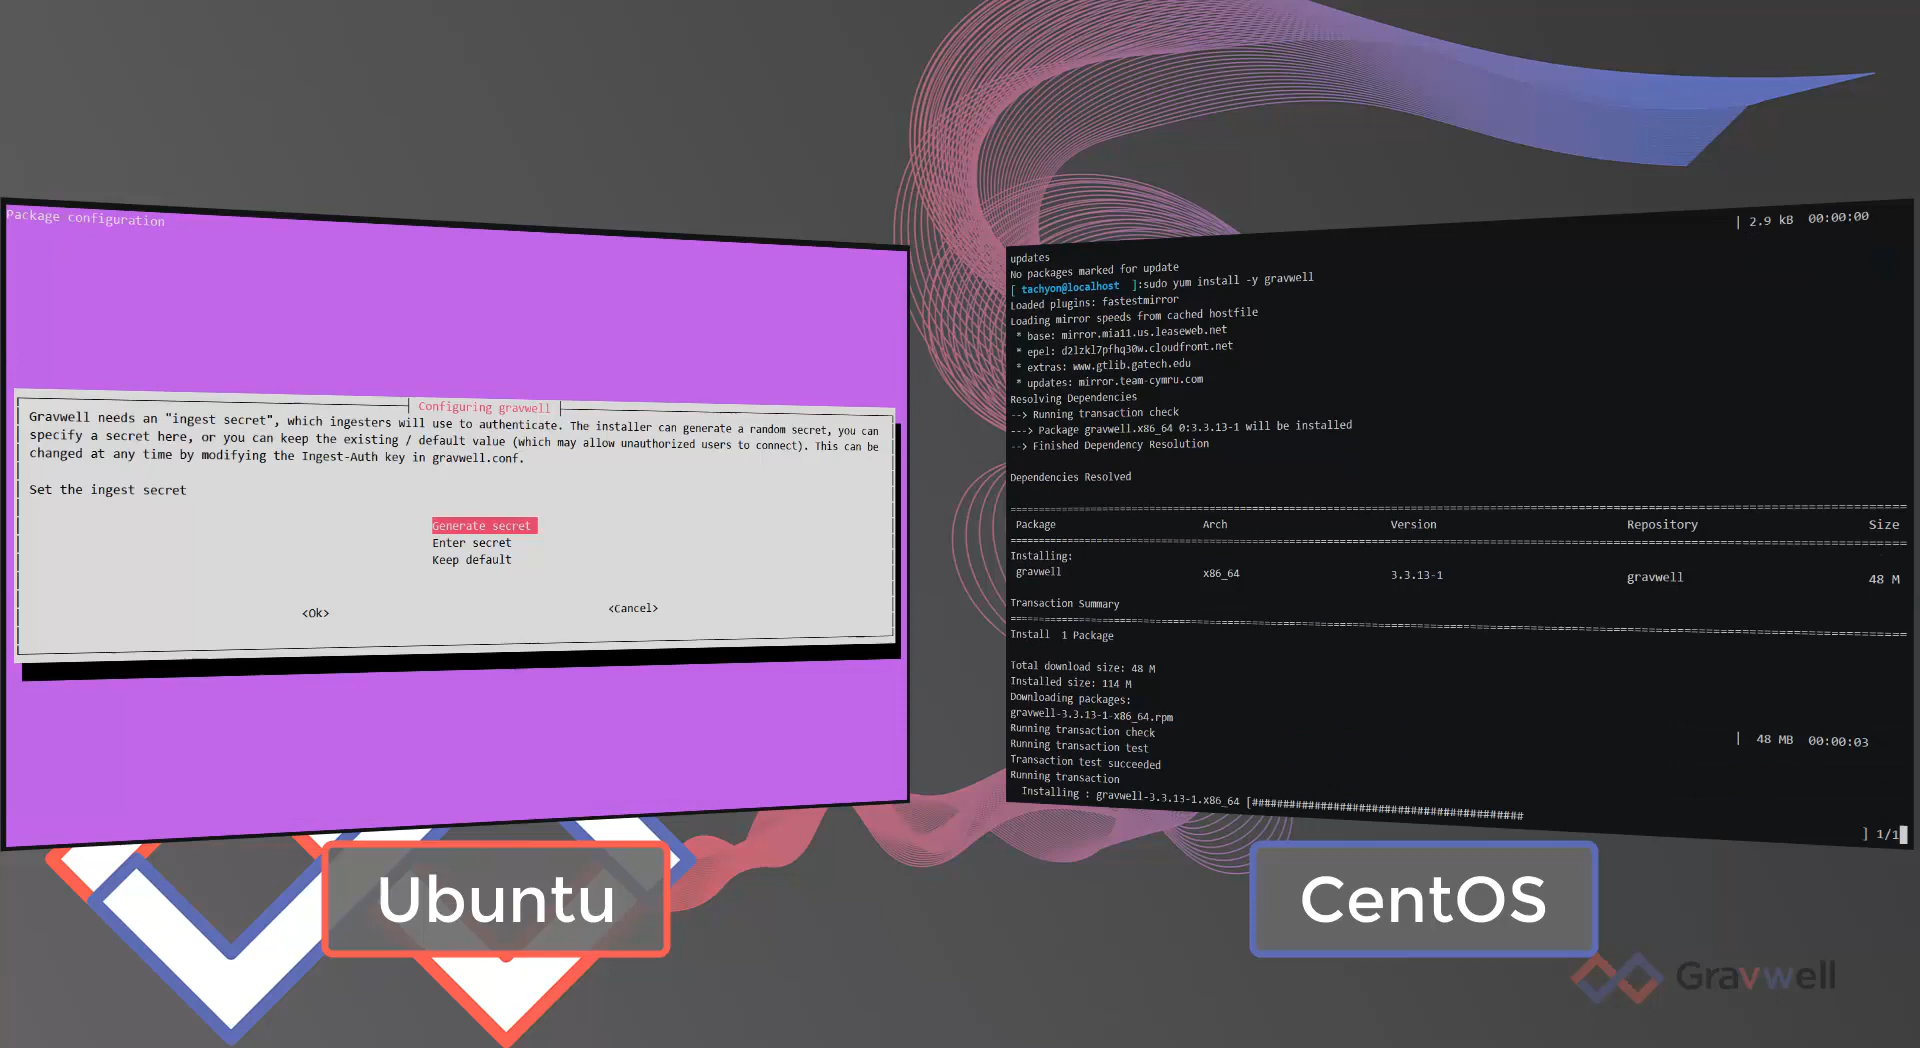 Package configuration
Configuring gravwell
Gravwell needs an "ingest secret", which ingesters will use to authenticate. The installer can generate a random secret, you can
specify a secret here, or you can keep the existing / default value (which may allow unauthorized users to connect). This can be
changed at any time by modifying the Ingest-Auth key in gravwell.conf.
Set the ingest secret
Generate secret
Enter secret
Keep default
<Ok> <Cancel>
| 2.9 kB 00:00:00
updates
No packages marked for update
[ tachyon@localhost ]:sudo yum install -y gravwell
Loaded plugins: fastestmirror
Loading mirror speeds from cached hostfile
* base: mirror.mia11.us.leaseweb.net
* epel: d2lzkl7pfhq30w.cloudfront.net
* extras: www.gtlib.gatech.edu
* updates: mirror.team-cymru.com
Resolving Dependencies
--> Running transaction check
---> Package gravwell.x86_64 0:3.3.13-1 will be installed
--> Finished Dependency Resolution
Dependencies Resolved
Package Arch Version Repository Size
Installing:
gravwell x86_64 3.3.13-1 gravwell 48 M
Transaction Summary
Install 1 Package
Total download size: 48 M
Installed size: 114 M
Downloading packages:
gravwell-3.3.13-1-x86_64.rpm | 48 MB 00:00:03
Running transaction check
Running transaction test
Transaction test succeeded
Running transaction
Installing : gravwell-3.3.13-1.x86_64 [############################################ ] 1/1
Ubuntu
CentOS
Gravwell